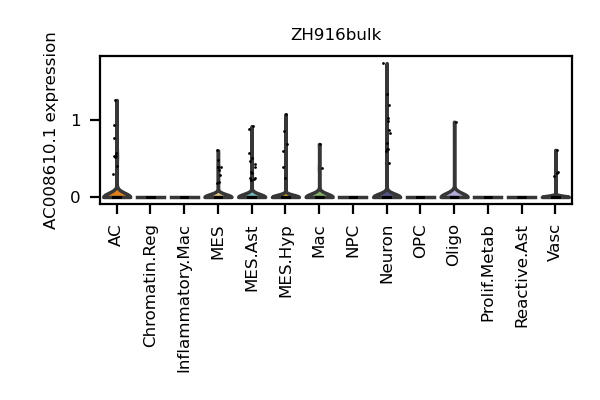 ZH916bulk
AC008610.1 expression
1
0
AC
Chromatin.Reg
Inflammatory.Mac
MES
MES.Ast
MES.Hyp
Mac
NPC
Neuron
OPC
Oligo
Prolif.Metab
Reactive.Ast
Vasc